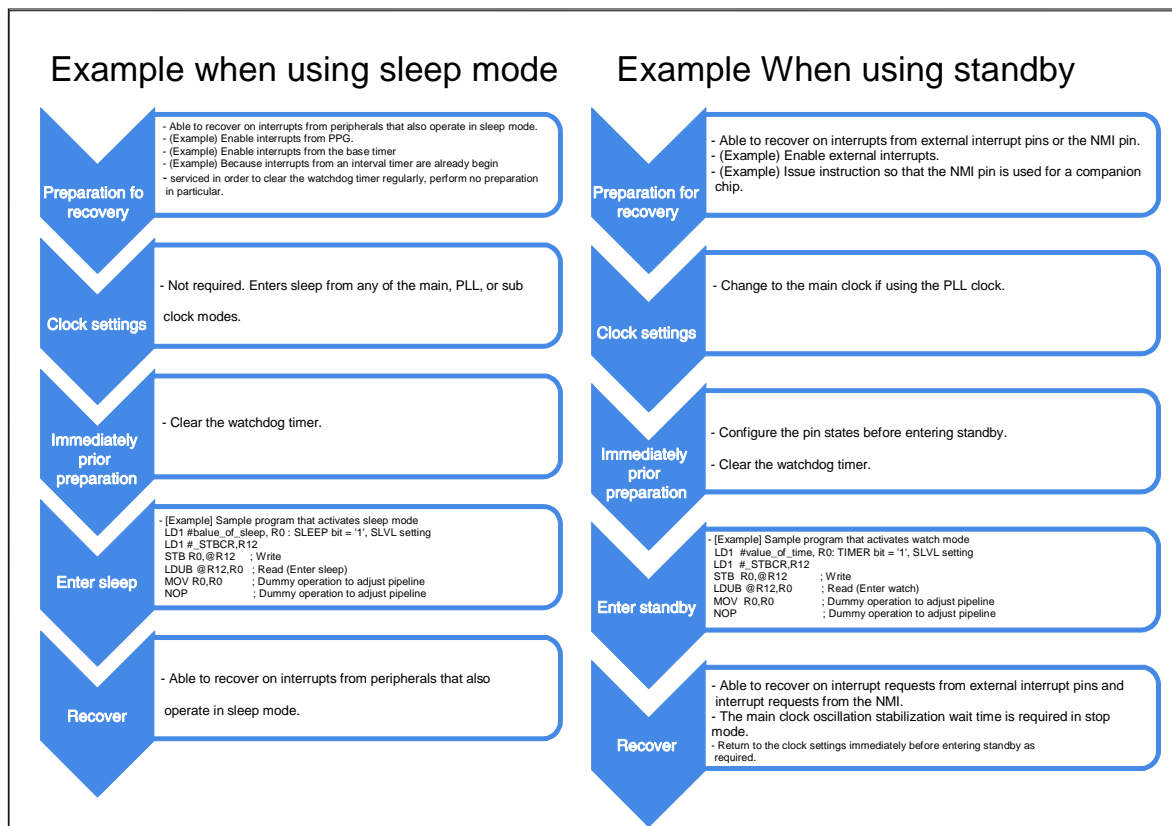 Example when using sleep mode
Preparation fo
recovery
- Able to recover on interrupts from peripherals that also operate in sleep mode.
- (Example) Enable interrupts from PPG.
- (Example) Enable interrupts from the base timer
- (Example) Because interrupts from an interval timer are already begin
- serviced in order to clear the watchdog timer regularly, perform no preparation
in particular.
Clock settings
- Not required. Enters sleep from any of the main, PLL, or sub
clock modes.
Immediately
prior
preparation
- Clear the watchdog timer.
Enter sleep
- [Example] Sample program that activates sleep mode
LD1 #balue_of_sleep, R0 : SLEEP bit = '1', SLVL setting
LD1 #_STBCR,R12
STB R0,@R12 ; Write
LDUB @R12,R0 ; Read (Enter sleep)
MOV R0,R0 ; Dummy operation to adjust pipeline
NOP ; Dummy operation to adjust pipeline
Recover
- Able to recover on interrupts from peripherals that also
operate in sleep mode.
Example When using standby
Preparation for
recovery
- Able to recover on interrupts from external interrupt pins or the NMI pin.
- (Example) Enable external interrupts.
- (Example) Issue instruction so that the NMI pin is used for a companion
chip.
Clock settings
- Change to the main clock if using the PLL clock.
Immediately
prior
preparation
- Configure the pin states before entering standby.
- Clear the watchdog timer.
Enter standby
- [Example] Sample program that activates watch mode
LD1 #value_of_time, R0: TIMER bit = '1', SLVL setting
LD1 #_STBCR,R12
STB R0,@R12 ; Write
LDUB @R12,R0 ; Read (Enter watch)
MOV R0,R0 ; Dummy operation to adjust pipeline
NOP ; Dummy operation to adjust pipeline
Recover
- Able to recover on interrupt requests from external interrupt pins and
interrupt requests from the NMI.
- The main clock oscillation stabilization wait time is required in stop
mode.
- Return to the clock settings immediately before entering standby as
required.